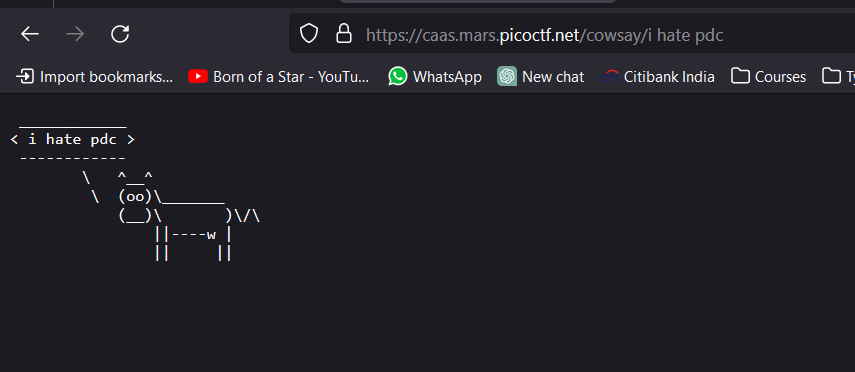 https://caas.mars.picoctf.net/cowsay/i hate pdc
Import bookmarks... Born of a Star - YouTu... WhatsApp New chat Citibank India Courses Ty
 ____________
< i hate pdc >
 ------------
        \   ^__^
         \  (oo)\_______
            (__)\       )\/\
                ||----w |
                ||     ||